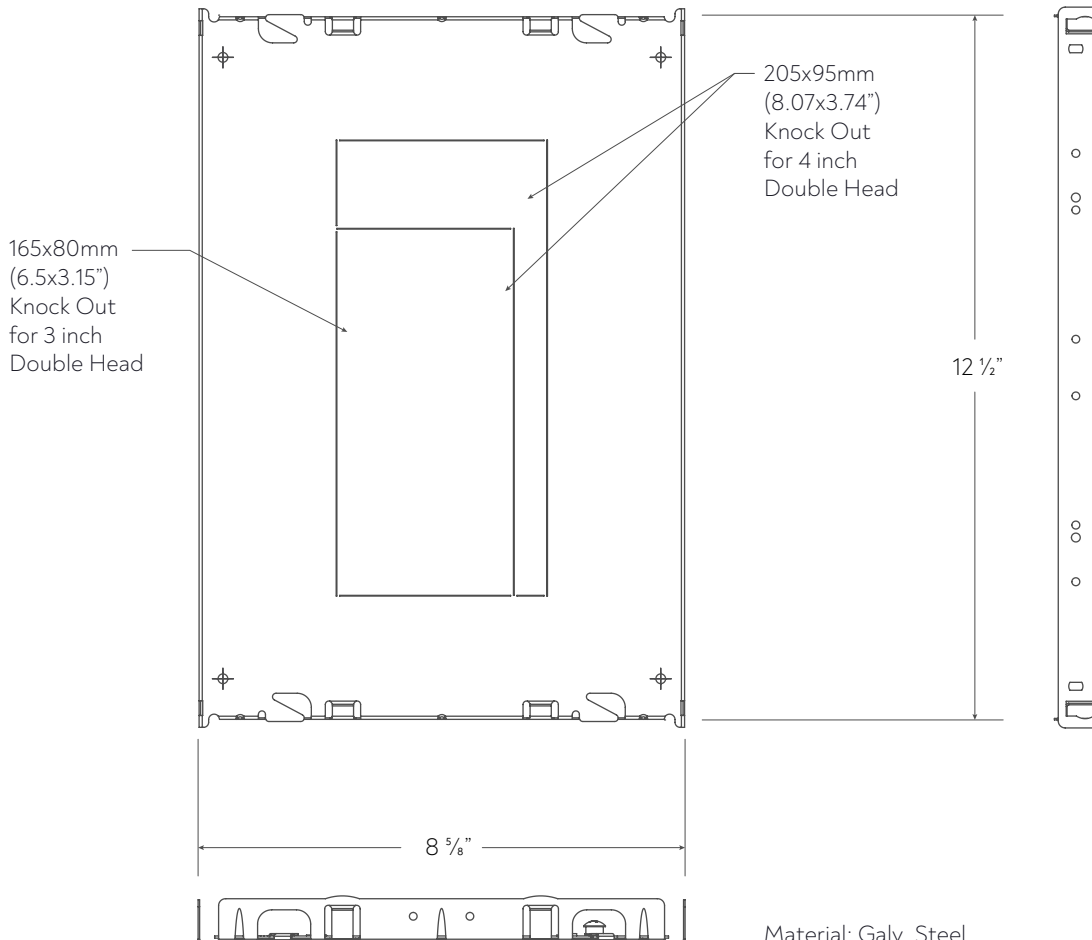 205x95mm
(8.07x3.74")
Knock Out
for 4 inch
Double Head
165x80mm
(6.5x3.15")
Knock Out
for 3 inch
Double Head
12 ½"
8 ⅝"
Material: Galv. Steel